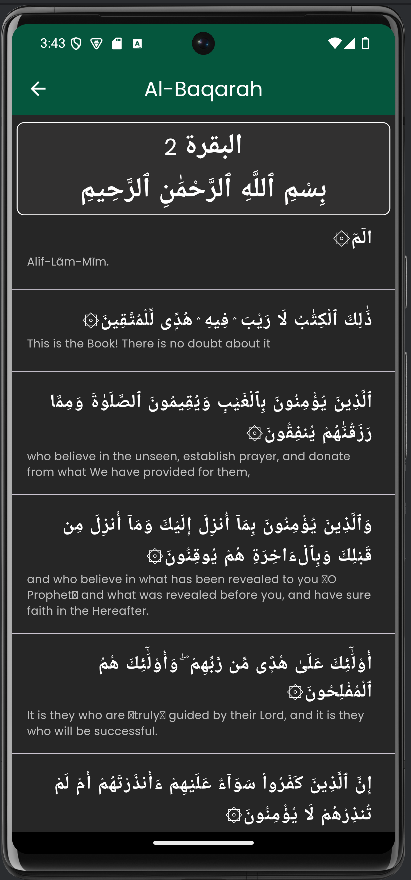 3:43
Al-Baqarah
البقرة 2
بِسْمِ ٱللَّهِ ٱلرَّحْمَٰنِ ٱلرَّحِيمِ
الٓمٓ ۝
Alif-Lãm-Mĩm.
ذَٰلِكَ ٱلْكِتَٰبُ لَا رَيْبَ ۛ فِيهِ ۛ هُدًى لِّلْمُتَّقِينَ ۝
This is the Book! There is no doubt about it
ٱلَّذِينَ يُؤْمِنُونَ بِٱلْغَيْبِ وَيُقِيمُونَ ٱلصَّلَوٰةَ وَمِمَّا
رَزَقْنَٰهُمْ يُنفِقُونَ ۝
who believe in the unseen, establish prayer, and donate
from what We have provided for them,
وَٱلَّذِينَ يُؤْمِنُونَ بِمَآ أُنزِلَ إِلَيْكَ وَمَآ أُنزِلَ مِن
قَبْلِكَ وَبِٱلْءَاخِرَةِ هُمْ يُوقِنُونَ ۝
and who believe in what has been revealed to you O
Prophet and what was revealed before you, and have sure
faith in the Hereafter.
أُو۟لَٰٓئِكَ عَلَىٰ هُدًى مِّن رَّبِّهِمْ ۖ وَأُو۟لَٰٓئِكَ هُمُ
ٱلْمُفْلِحُونَ ۝
It is they who are truly guided by their Lord, and it is they
who will be successful.
إِنَّ ٱلَّذِينَ كَفَرُوا۟ سَوَآءٌ عَلَيْهِمْ ءَأَنذَرْتَهُمْ أَمْ لَمْ
تُنذِرْهُمْ لَا يُؤْمِنُونَ ۝